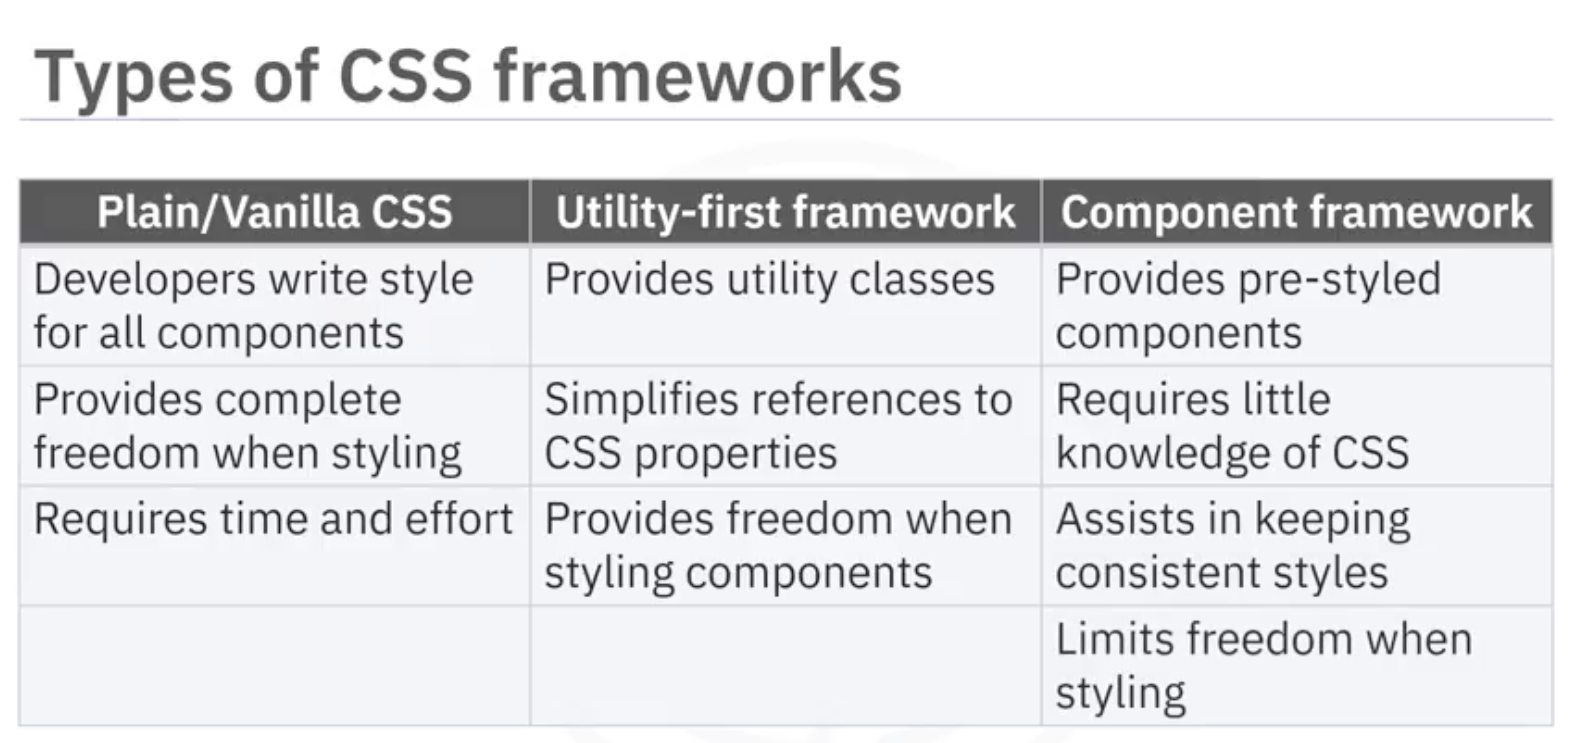 Types of CSS frameworks
Plain/Vanilla CSS
Utility-first framework
Component framework
Developers write style
for all components
Provides utility classes
Provides pre-styled
components
Provides complete
freedom when styling
Simplifies references to
CSS properties
Requires little
knowledge of CSS
Requires time and effort
Provides freedom when
styling components
Assists in keeping
consistent styles
Limits freedom when
styling